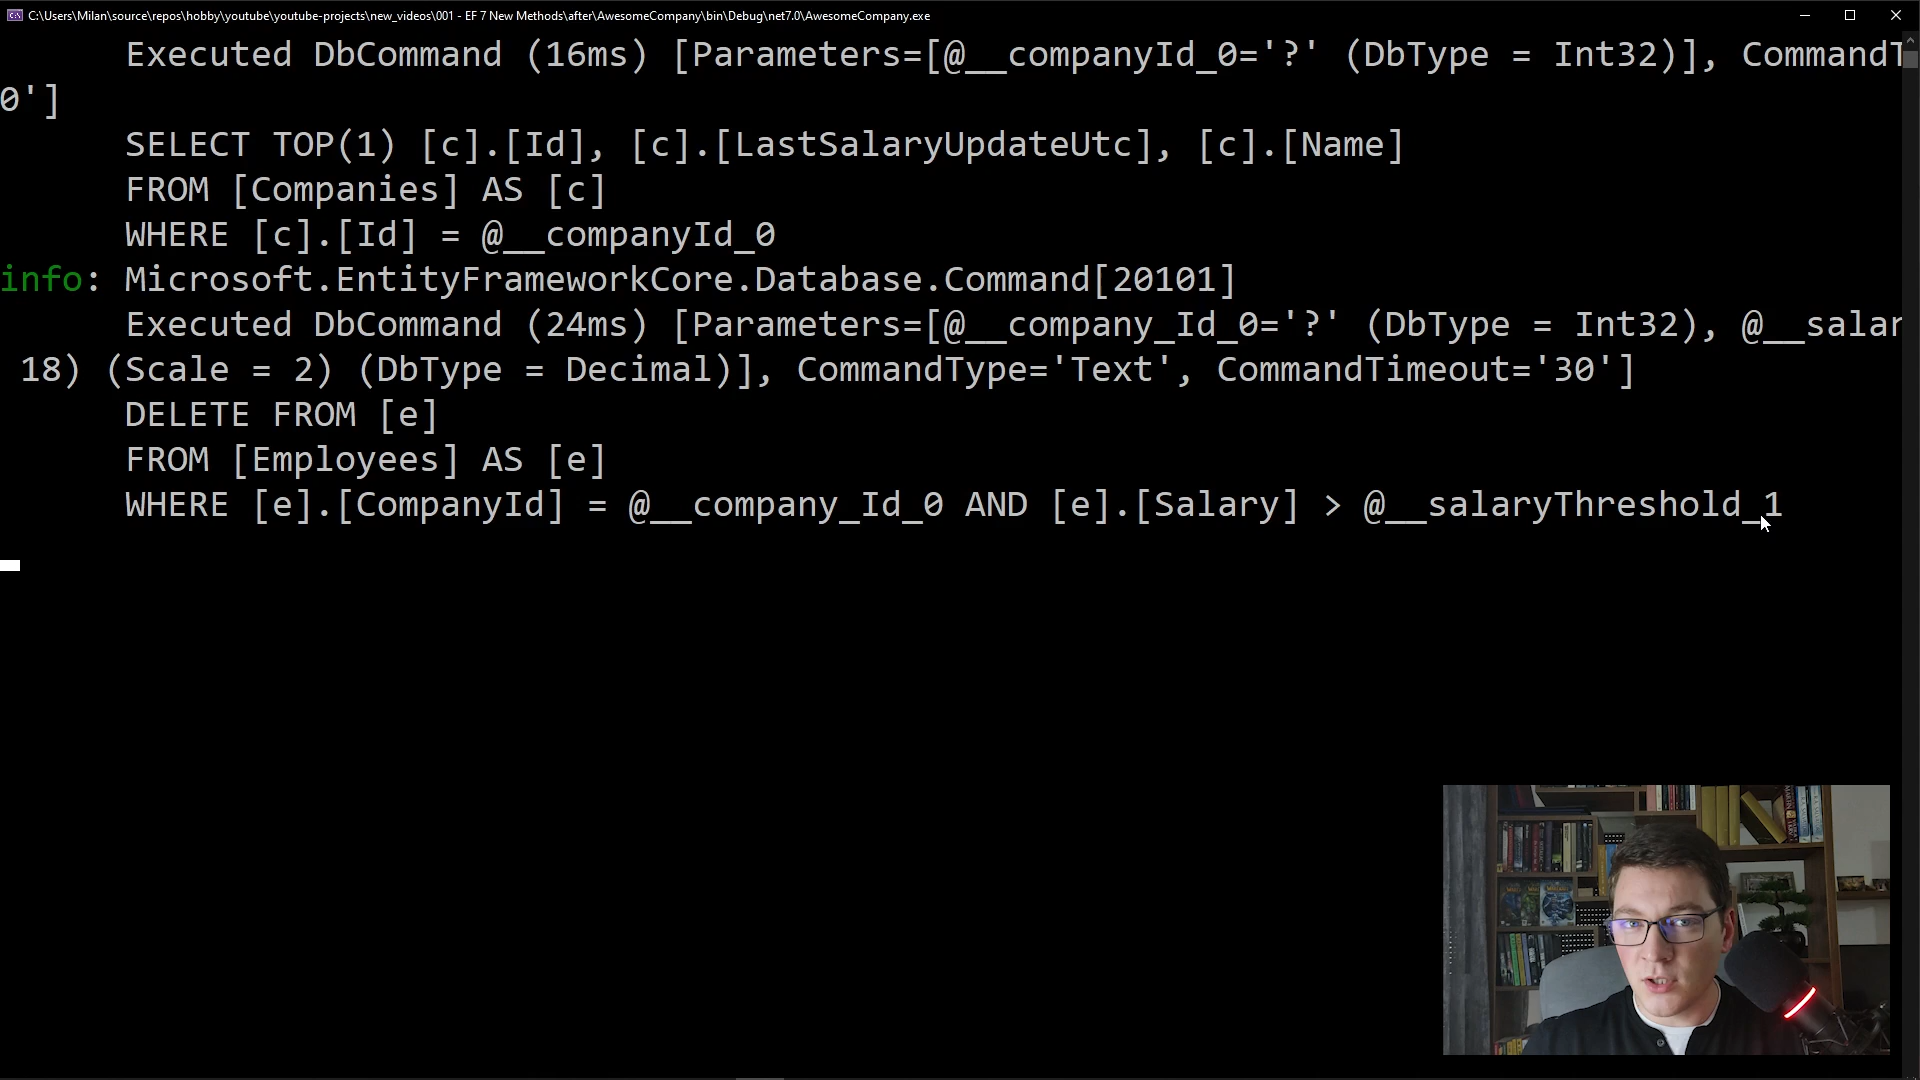 C:\Users\Milan\source\repos\hobby\youtube\youtube-projects\new_videos\001 - EF 7 New Methods\after\AwesomeCompany\bin\Debug\net7.0\AwesomeCompany.exe
Executed DbCommand (16ms) [Parameters=[@__companyId_0='?' (DbType = Int32)], CommandT
0']
SELECT TOP(1) [c].[Id], [c].[LastSalaryUpdateUtc], [c].[Name]
FROM [Companies] AS [c]
WHERE [c].[Id] = @__companyId_0
info: Microsoft.EntityFrameworkCore.Database.Command[20101]
Executed DbCommand (24ms) [Parameters=[@__company_Id_0='?' (DbType = Int32), @__salar
18) (Scale = 2) (DbType = Decimal)], CommandType='Text', CommandTimeout='30']
DELETE FROM [e]
FROM [Employees] AS [e]
WHERE [e].[CompanyId] = @__company_Id_0 AND [e].[Salary] > @__salaryThreshold_1